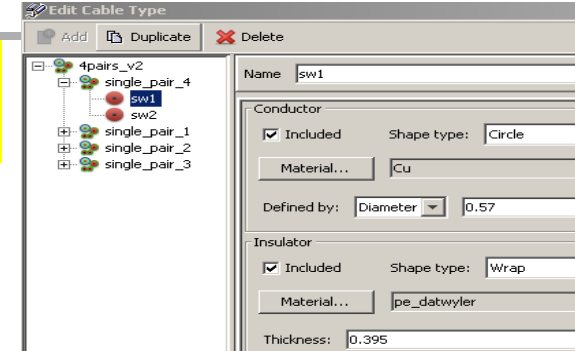 Edit Cable Type
Add Duplicate Delete
4pairs_v2
single_pair_4
sw1
sw2
single_pair_1
single_pair_2
single_pair_3
Name sw1
Conductor
Included Shape type: Circle
Material... Cu
Defined by: Diameter 0.57
Insulator
Included Shape type: Wrap
Material... pe_datwyler
Thickness: 0.395